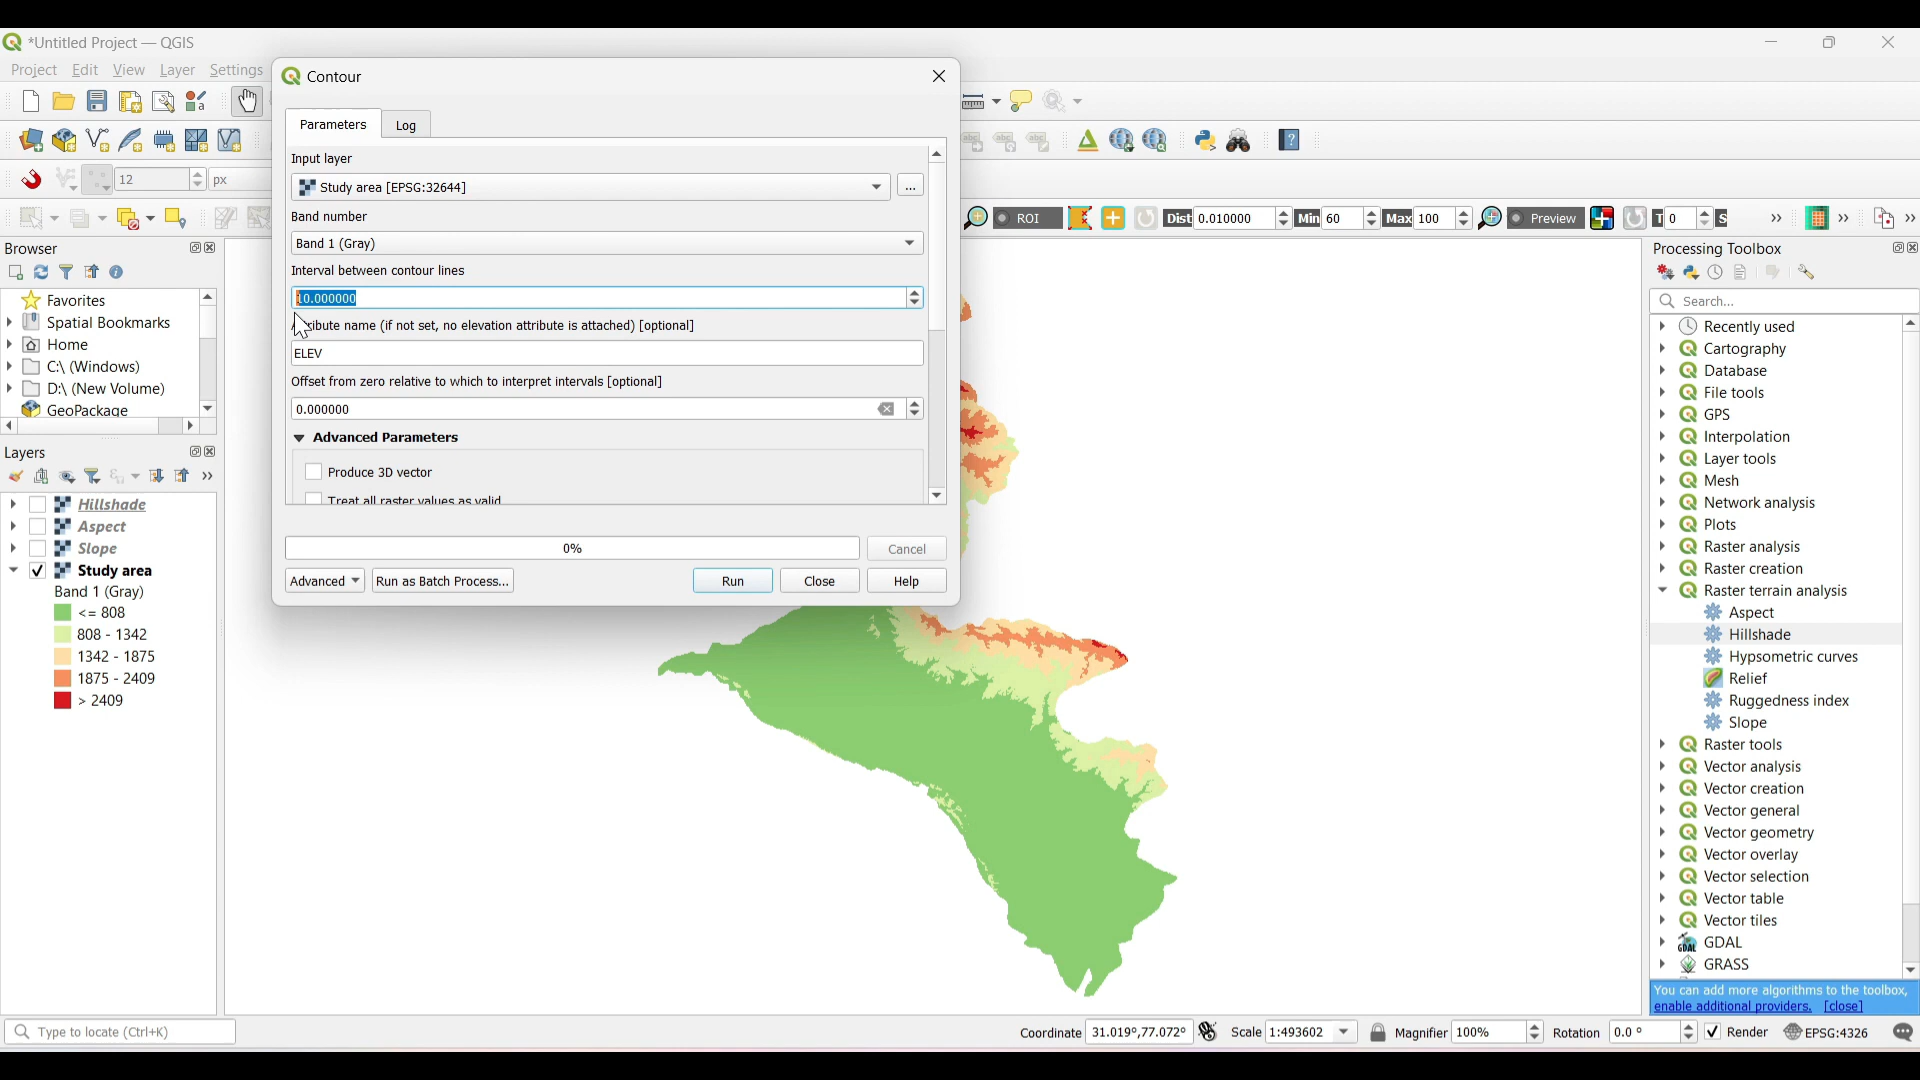 *Untitled Project — QGIS
Project Edit View Layer Settings
12 px
Browser
Favorites
Spatial Bookmarks
Home
C:\ (Windows)
D:\ (New Volume)
GeoPackage
Layers
Hillshade
Aspect
Slope
Study area
Band 1 (Gray)
<= 808
808 - 1342
1342 - 1875
1875 - 2409
> 2409
Contour
Parameters Log
Input layer
Study area [EPSG:32644]
...
Band number
Band 1 (Gray)
Interval between contour lines
10.000000
Attribute name (if not set, no elevation attribute is attached) [optional]
ELEV
Offset from zero relative to which to interpret intervals [optional]
0.000000
Advanced Parameters
Produce 3D vector
Treat all raster values as valid
0% Cancel
Advanced Run as Batch Process... Run Close Help
abc abc abc
ROI Dist 0.010000 Min 60 Max 100 Preview T 0 S
Processing Toolbox
Search...
Recently used
Cartography
Database
File tools
GPS
Interpolation
Layer tools
Mesh
Network analysis
Plots
Raster analysis
Raster creation
Raster terrain analysis
Aspect
Hillshade
Hypsometric curves
Relief
Ruggedness index
Slope
Raster tools
Vector analysis
Vector creation
Vector general
Vector geometry
Vector overlay
Vector selection
Vector table
Vector tiles
GDAL
GRASS
You can add more algorithms to the toolbox,
enable additional providers. [close]
Type to locate (Ctrl+K) Coordinate 31.019°,77.072° Scale 1:493602 Magnifier 100% Rotation 0.0 ° Render EPSG:4326